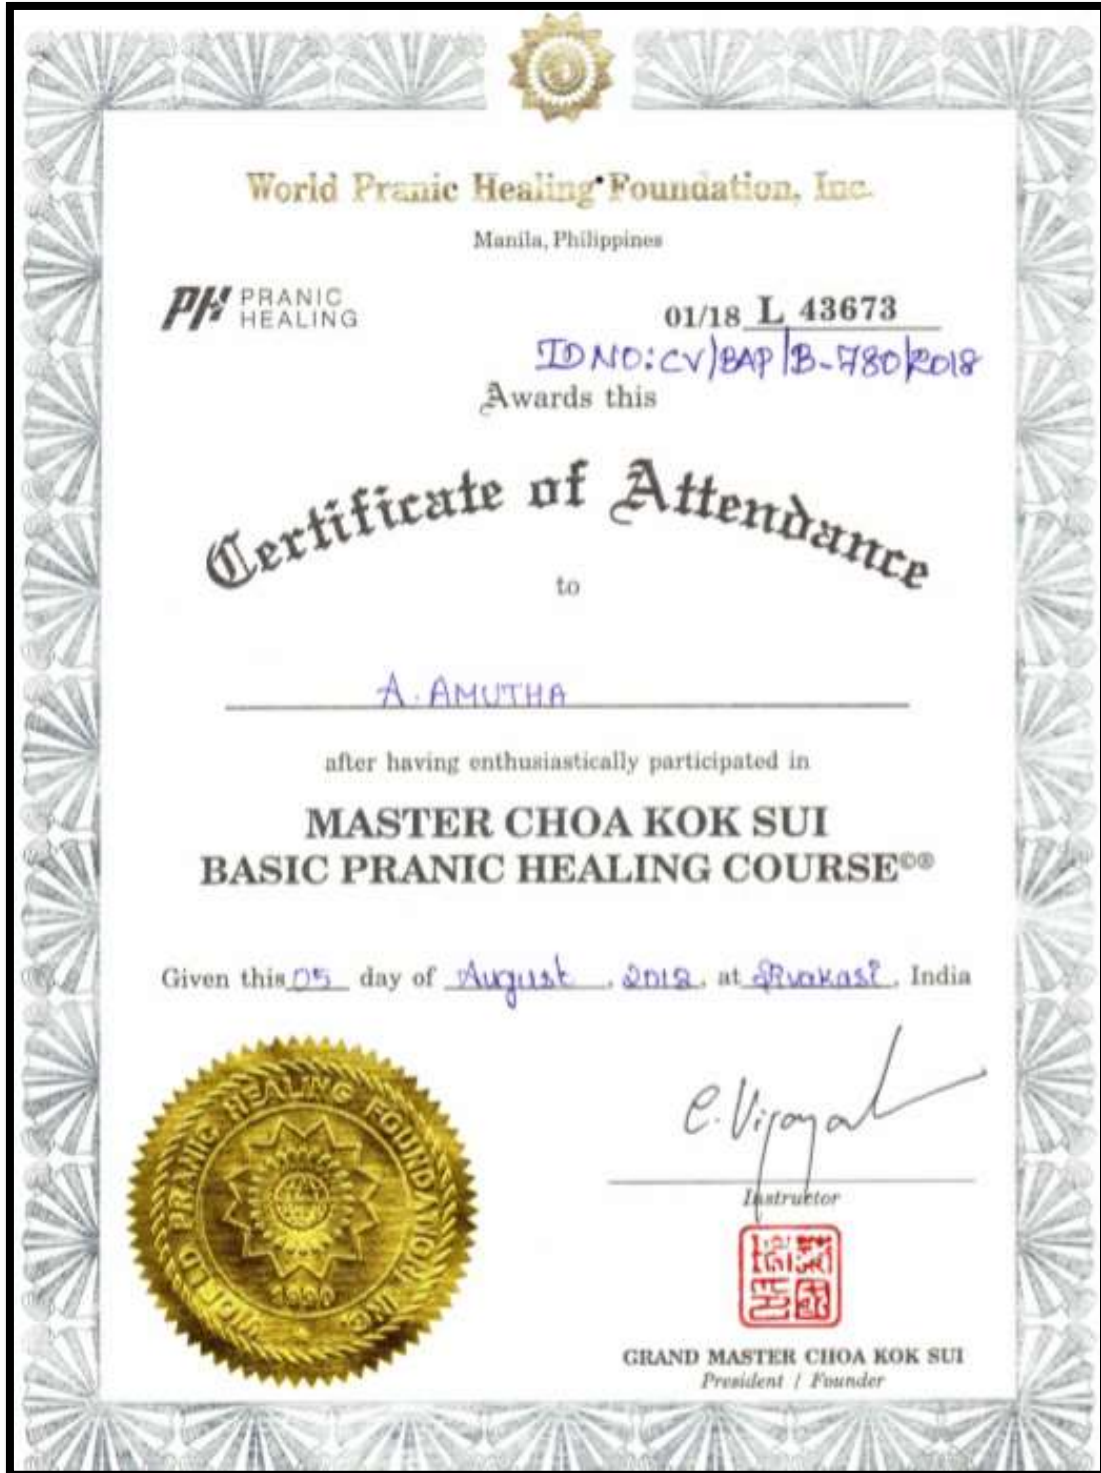 World Pranic Healing Foundation, Inc.
Manila, Philippines
PH PRANIC HEALING
01/18 L 43673
ID NO: CV/BAP/B-780/2018
Awards this
Certificate of Attendance
to
A. AMUTHA
after having enthusiastically participated in
MASTER CHOA KOK SUI
BASIC PRANIC HEALING COURSE©®
Given this 05 day of August, 2018, at Sivakasi, India
WORLD PRANIC HEALING FOUNDATION, INC.
C. Vijayal
Instructor
GRAND MASTER CHOA KOK SUI
President / Founder